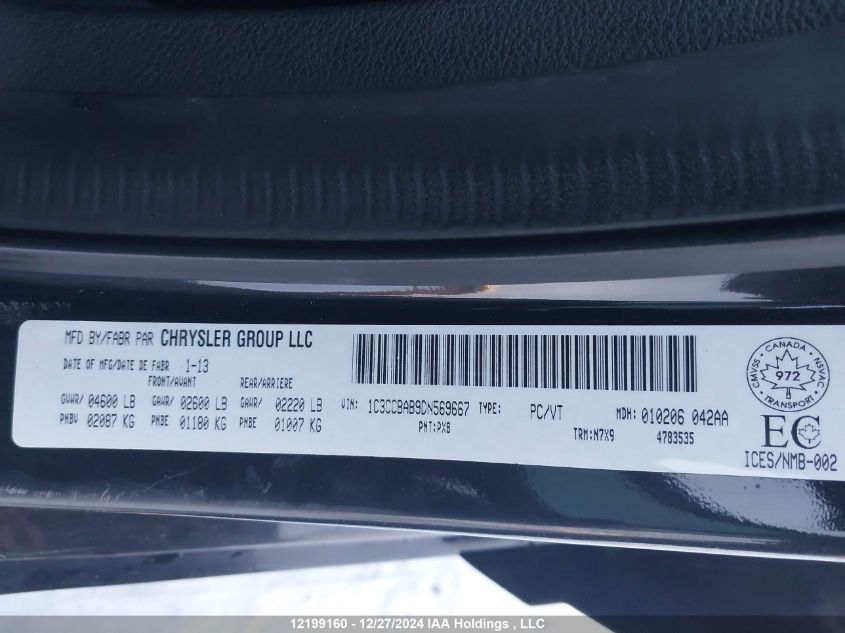 MFD BY/FABR PAR CHRYSLER GROUP LLC
DATE OF MFG/DATE DE FABR 1-13
FRONT/AVANT REAR/ARRIERE
GVWR/ 04600 LB GAWR/ 02600 LB GAWR/ 02220 LB
PNBV 02087 KG PNBE 01180 KG PNBE 01007 KG
VIN: 1C3CCBAB9DN569667 TYPE: PC/VT MDH: 010206 042AA
PNT:PX8 TRM:N7X9 4783535
CANADA
CMVSS 972 NSVAC
TRANSPORT
EC
ICES/NMB-002
12199160 - 12/27/2024 IAA Holdings , LLC